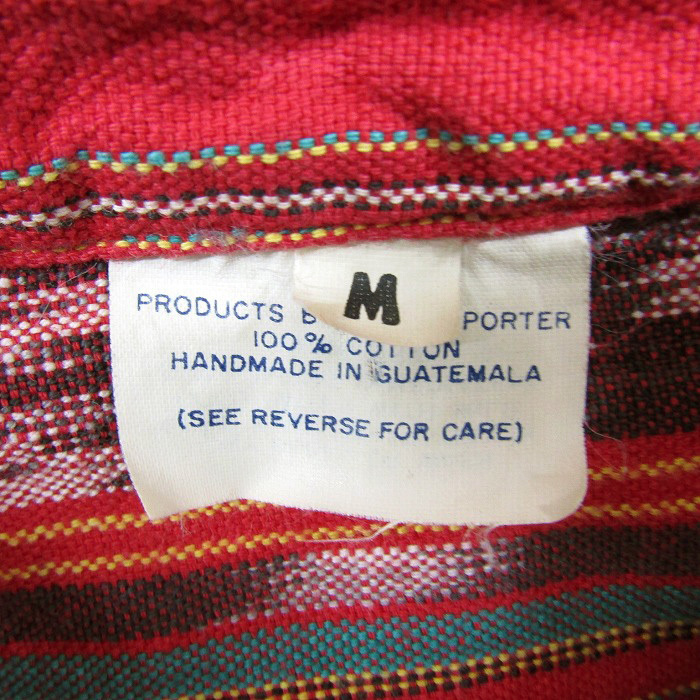 M
PRODUCTS PORTER
100% COTTON
HANDMADE IN GUATEMALA
(SEE REVERSE FOR CARE)